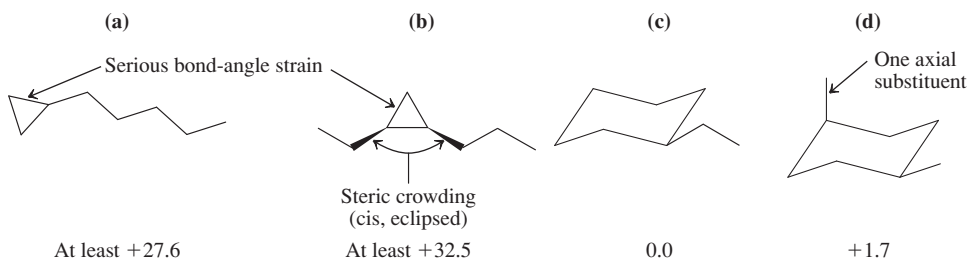 (a)
(b)
(c)
(d)
Serious bond-angle strain
One axial
substituent
Steric crowding
(cis, eclipsed)
At least +27.6
At least +32.5
0.0
+1.7